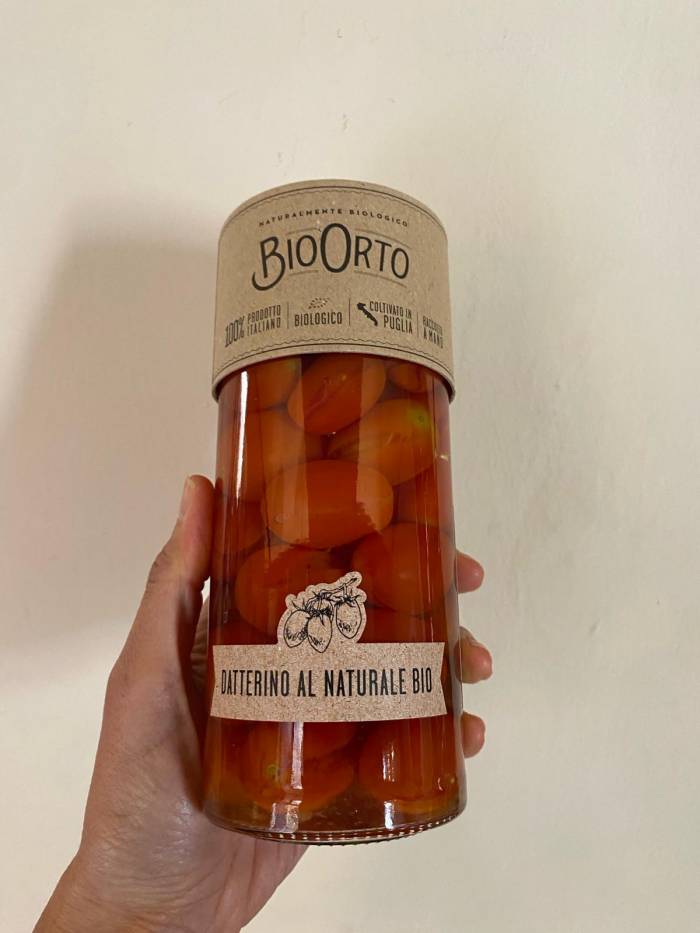 NATURALMENTE BIOLOGICO
BIOORTO
100% PRODOTTO ITALIANO
BIOLOGICO
COLTIVATO IN PUGLIA
RACCOLTO A MANO
DATTERINO AL NATURALE BIO